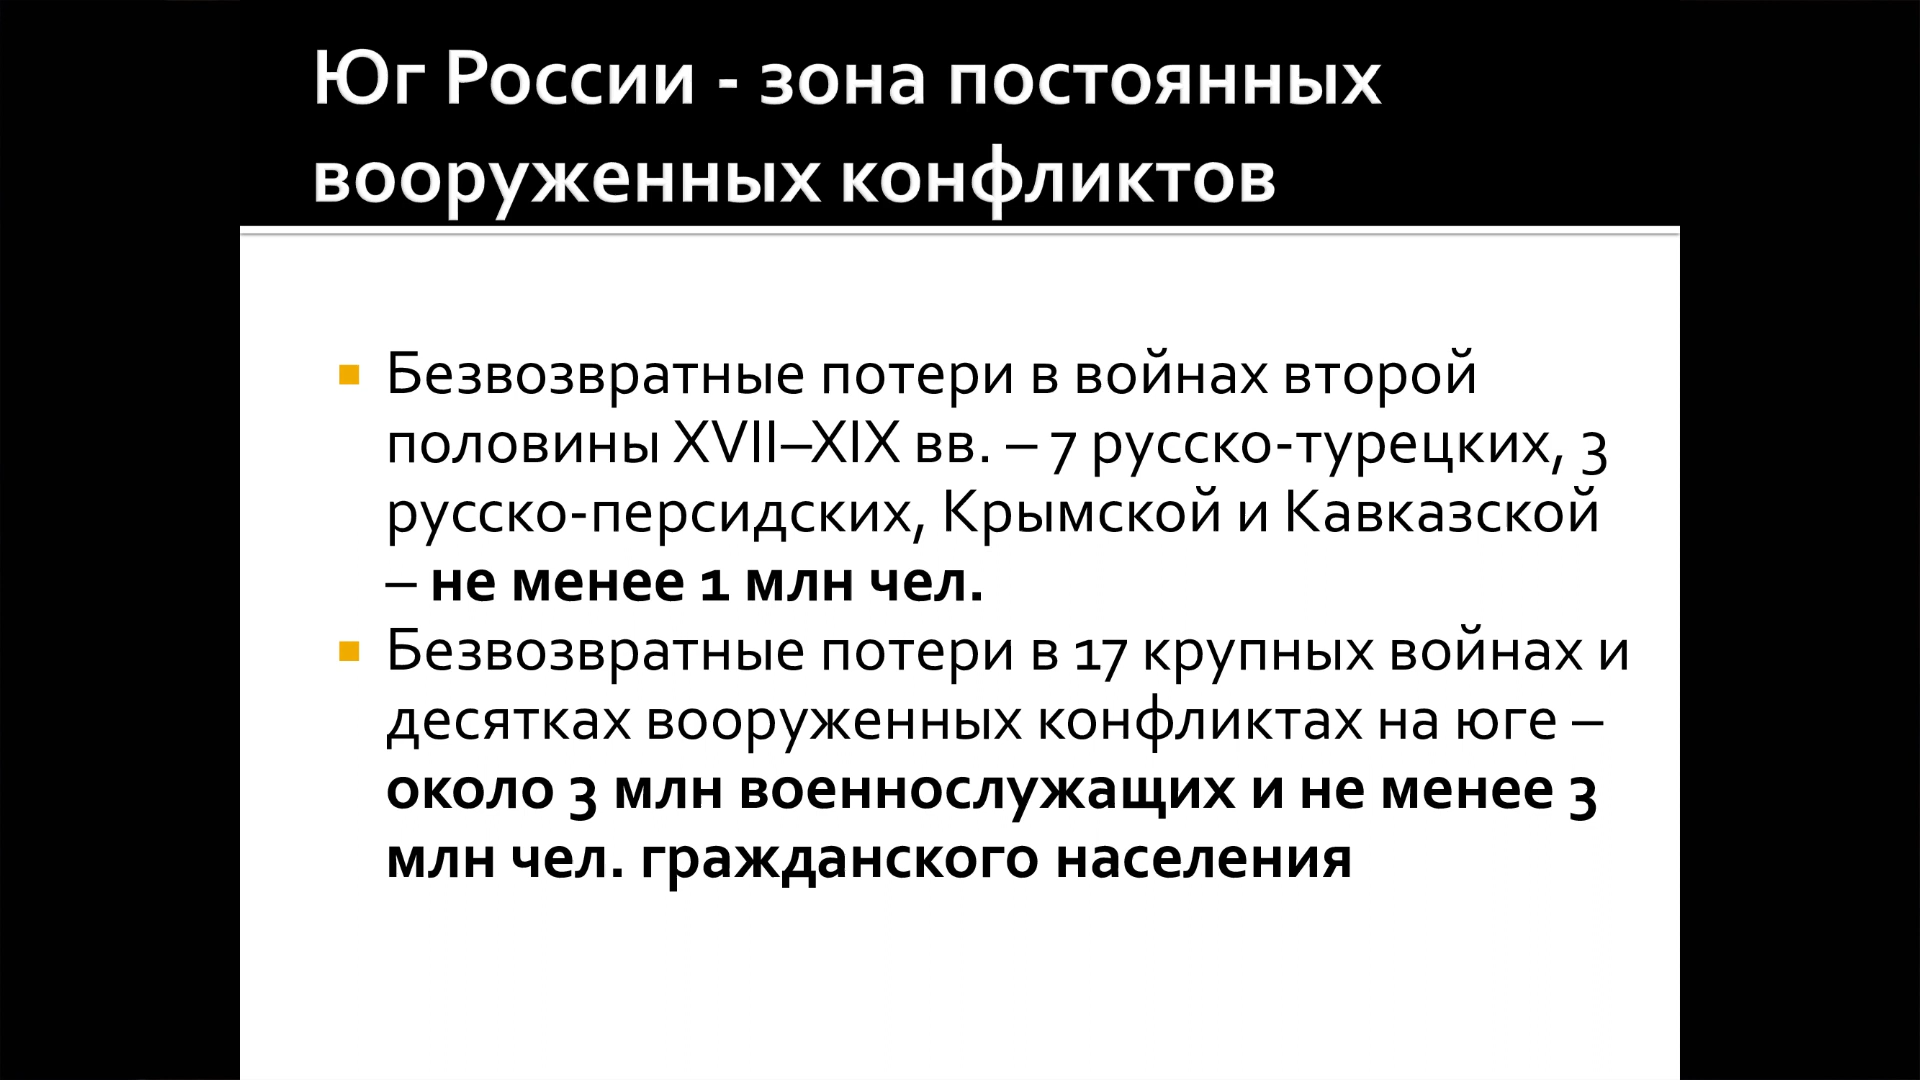 Юг России - зона постоянных
вооруженных конфликтов
Безвозвратные потери в войнах второй
половины XVII–XIX вв. – 7 русско-турецких, 3
русско-персидских, Крымской и Кавказской
– не менее 1 млн чел.
Безвозвратные потери в 17 крупных войнах и
десятках вооруженных конфликтах на юге –
около 3 млн военнослужащих и не менее 3
млн чел. гражданского населения